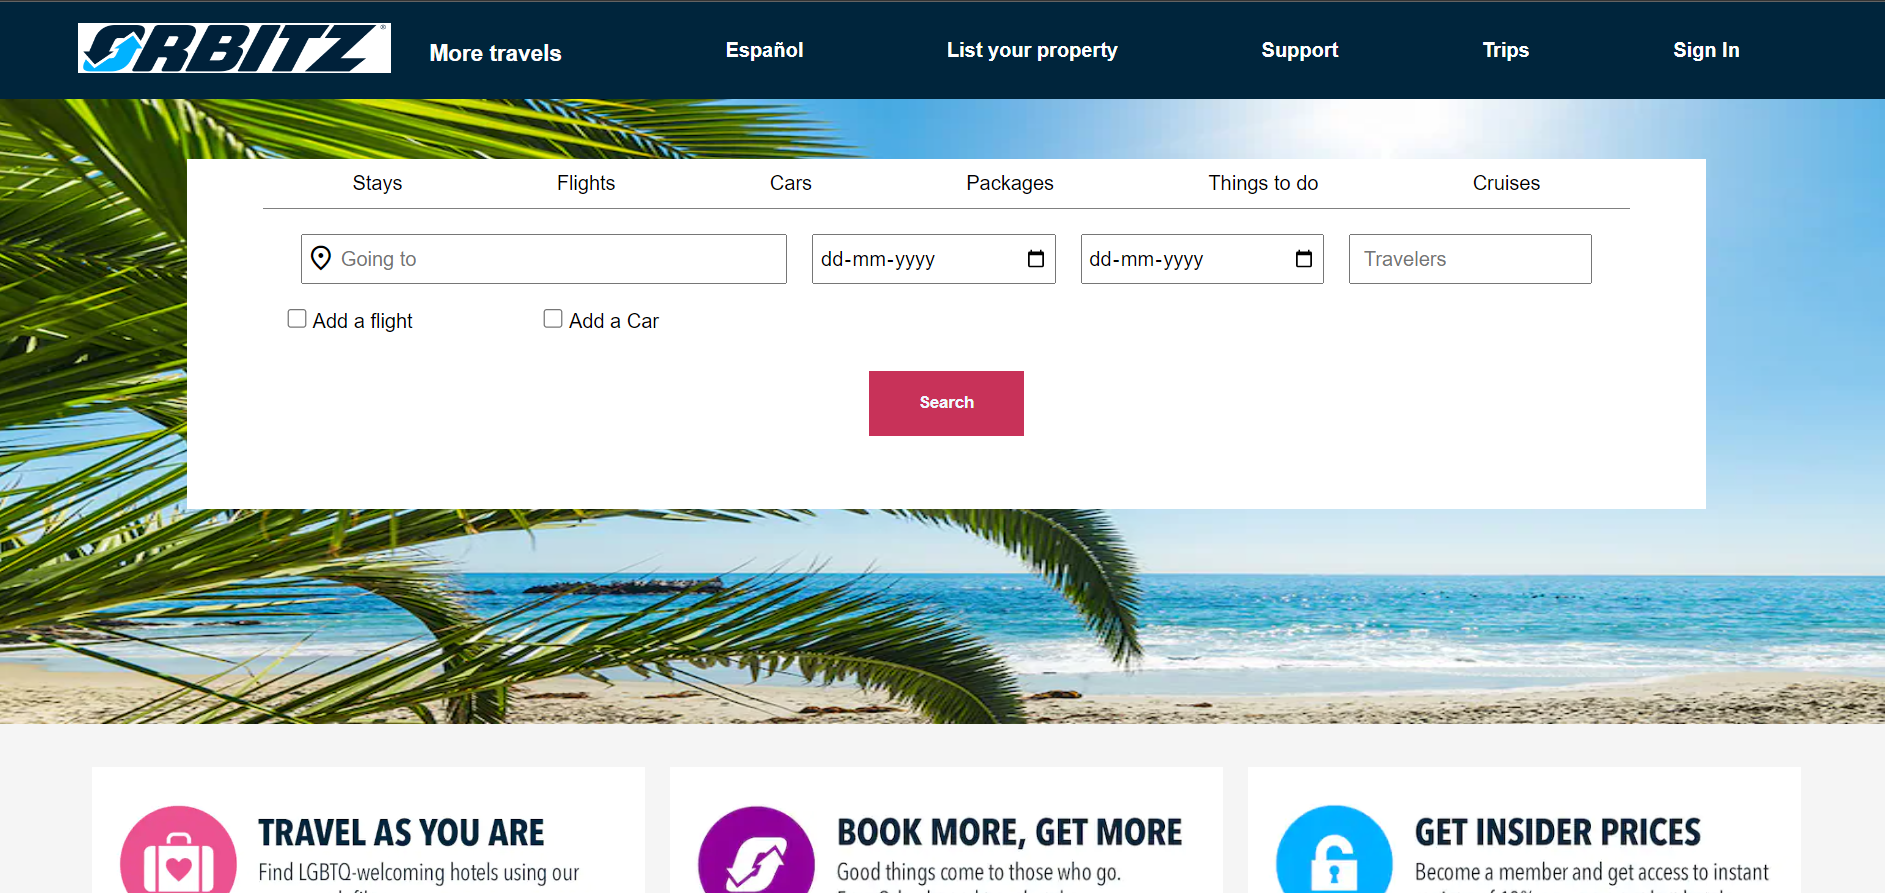 ORBITZ®
More travels
Español
List your property
Support
Trips
Sign In
Stays
Flights
Cars
Packages
Things to do
Cruises
Going to
dd-mm-yyyy
dd-mm-yyyy
Travelers
Add a flight
Add a Car
Search
TRAVEL AS YOU ARE
Find LGBTQ-welcoming hotels using our
BOOK MORE, GET MORE
Good things come to those who go.
GET INSIDER PRICES
Become a member and get access to instant